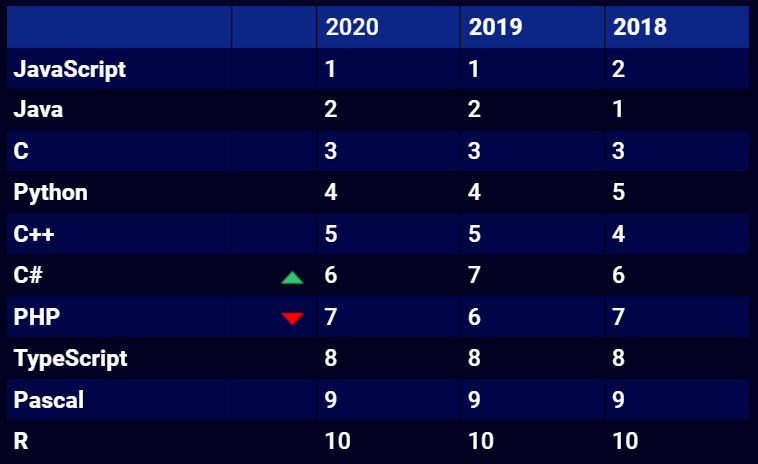 2020 2019 2018
JavaScript 1 1 2
Java 2 2 1
C 3 3 3
Python 4 4 5
C++ 5 5 4
C# 6 7 6
PHP 7 6 7
TypeScript 8 8 8
Pascal 9 9 9
R 10 10 10